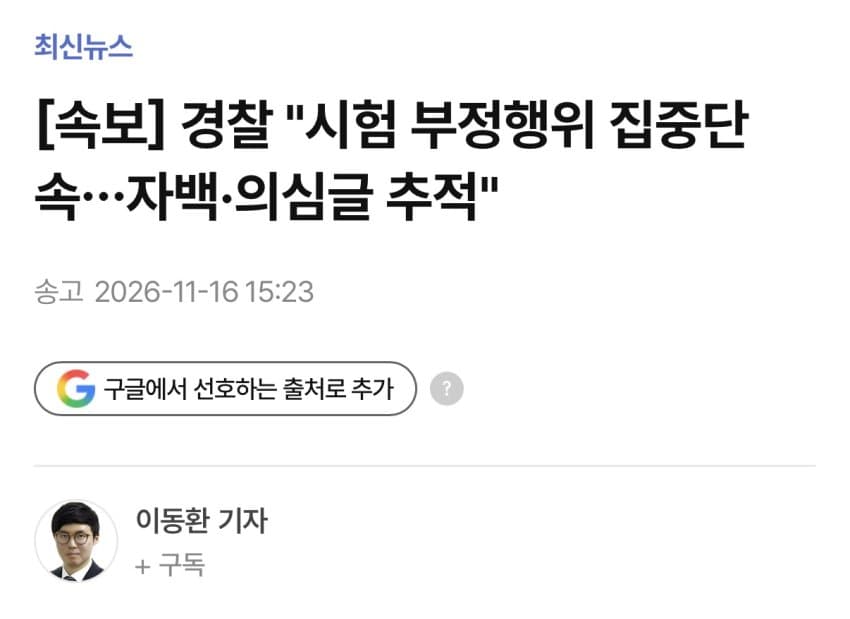 최신뉴스
[속보] 경찰 "시험 부정행위 집중단
속…자백·의심글 추적"
송고 2026-11-16 15:23
구글에서 선호하는 출처로 추가 ?
이동환 기자
+ 구독